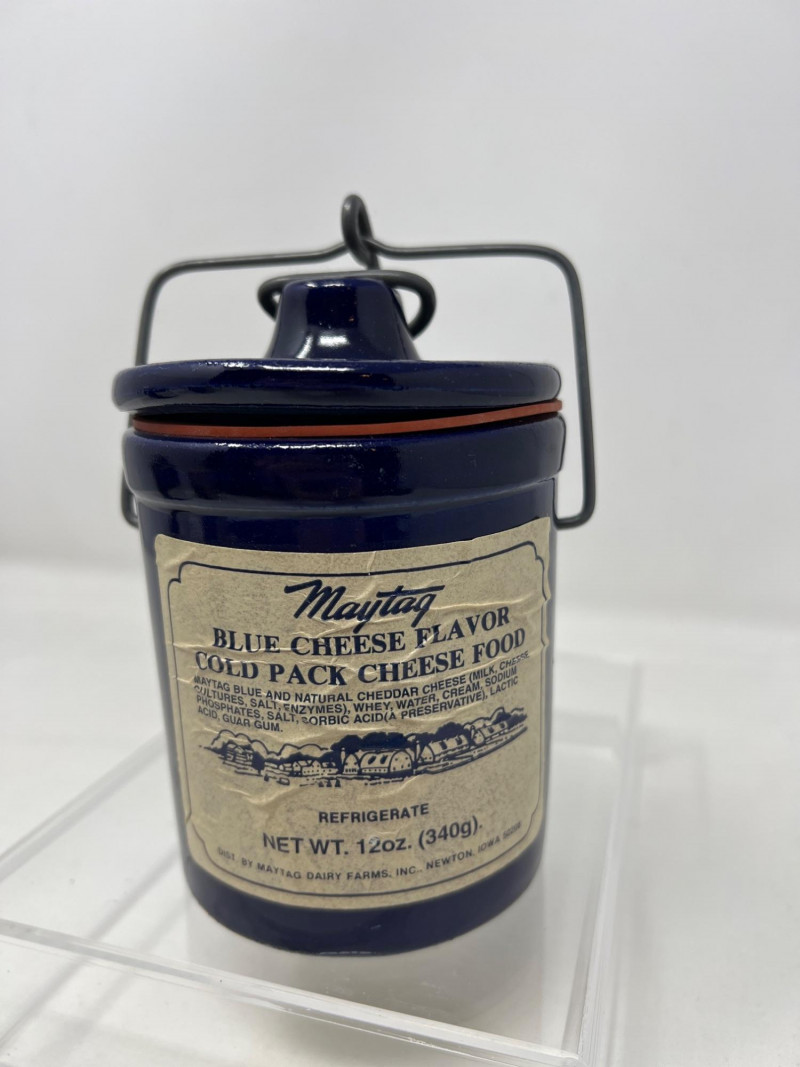 Maytag
BLUE CHEESE FLAVOR
COLD PACK CHEESE FOOD
MAYTAG BLUE AND NATURAL CHEDDAR CHEESE (MILK, CHEESE
CULTURES, SALT, ENZYMES), WHEY, WATER, CREAM, SODIUM
PHOSPHATES, SALT, SORBIC ACID(A PRESERVATIVE), LACTIC
ACID, GUAR GUM.
REFRIGERATE
NET WT. 12oz. (340g).
DIST. BY MAYTAG DAIRY FARMS, INC., NEWTON, IOWA 50208